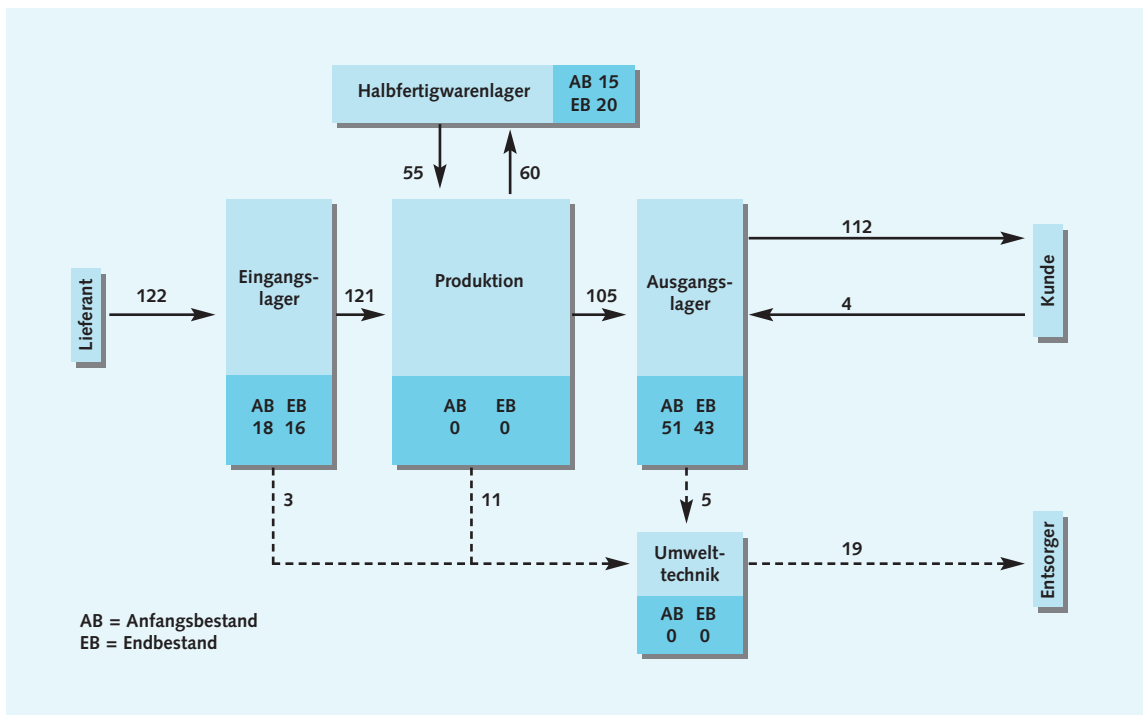 Halbfertigwarenlager
AB 15
EB 20
55
60
Lieferant
122
Eingangs-
lager
AB EB
18 16
121
Produktion
AB EB
0 0
105
Ausgangs-
lager
AB EB
51 43
112
4
Kunde
3
11
5
Umwelt-
technik
AB EB
0 0
19
Entsorger
AB = Anfangsbestand
EB = Endbestand